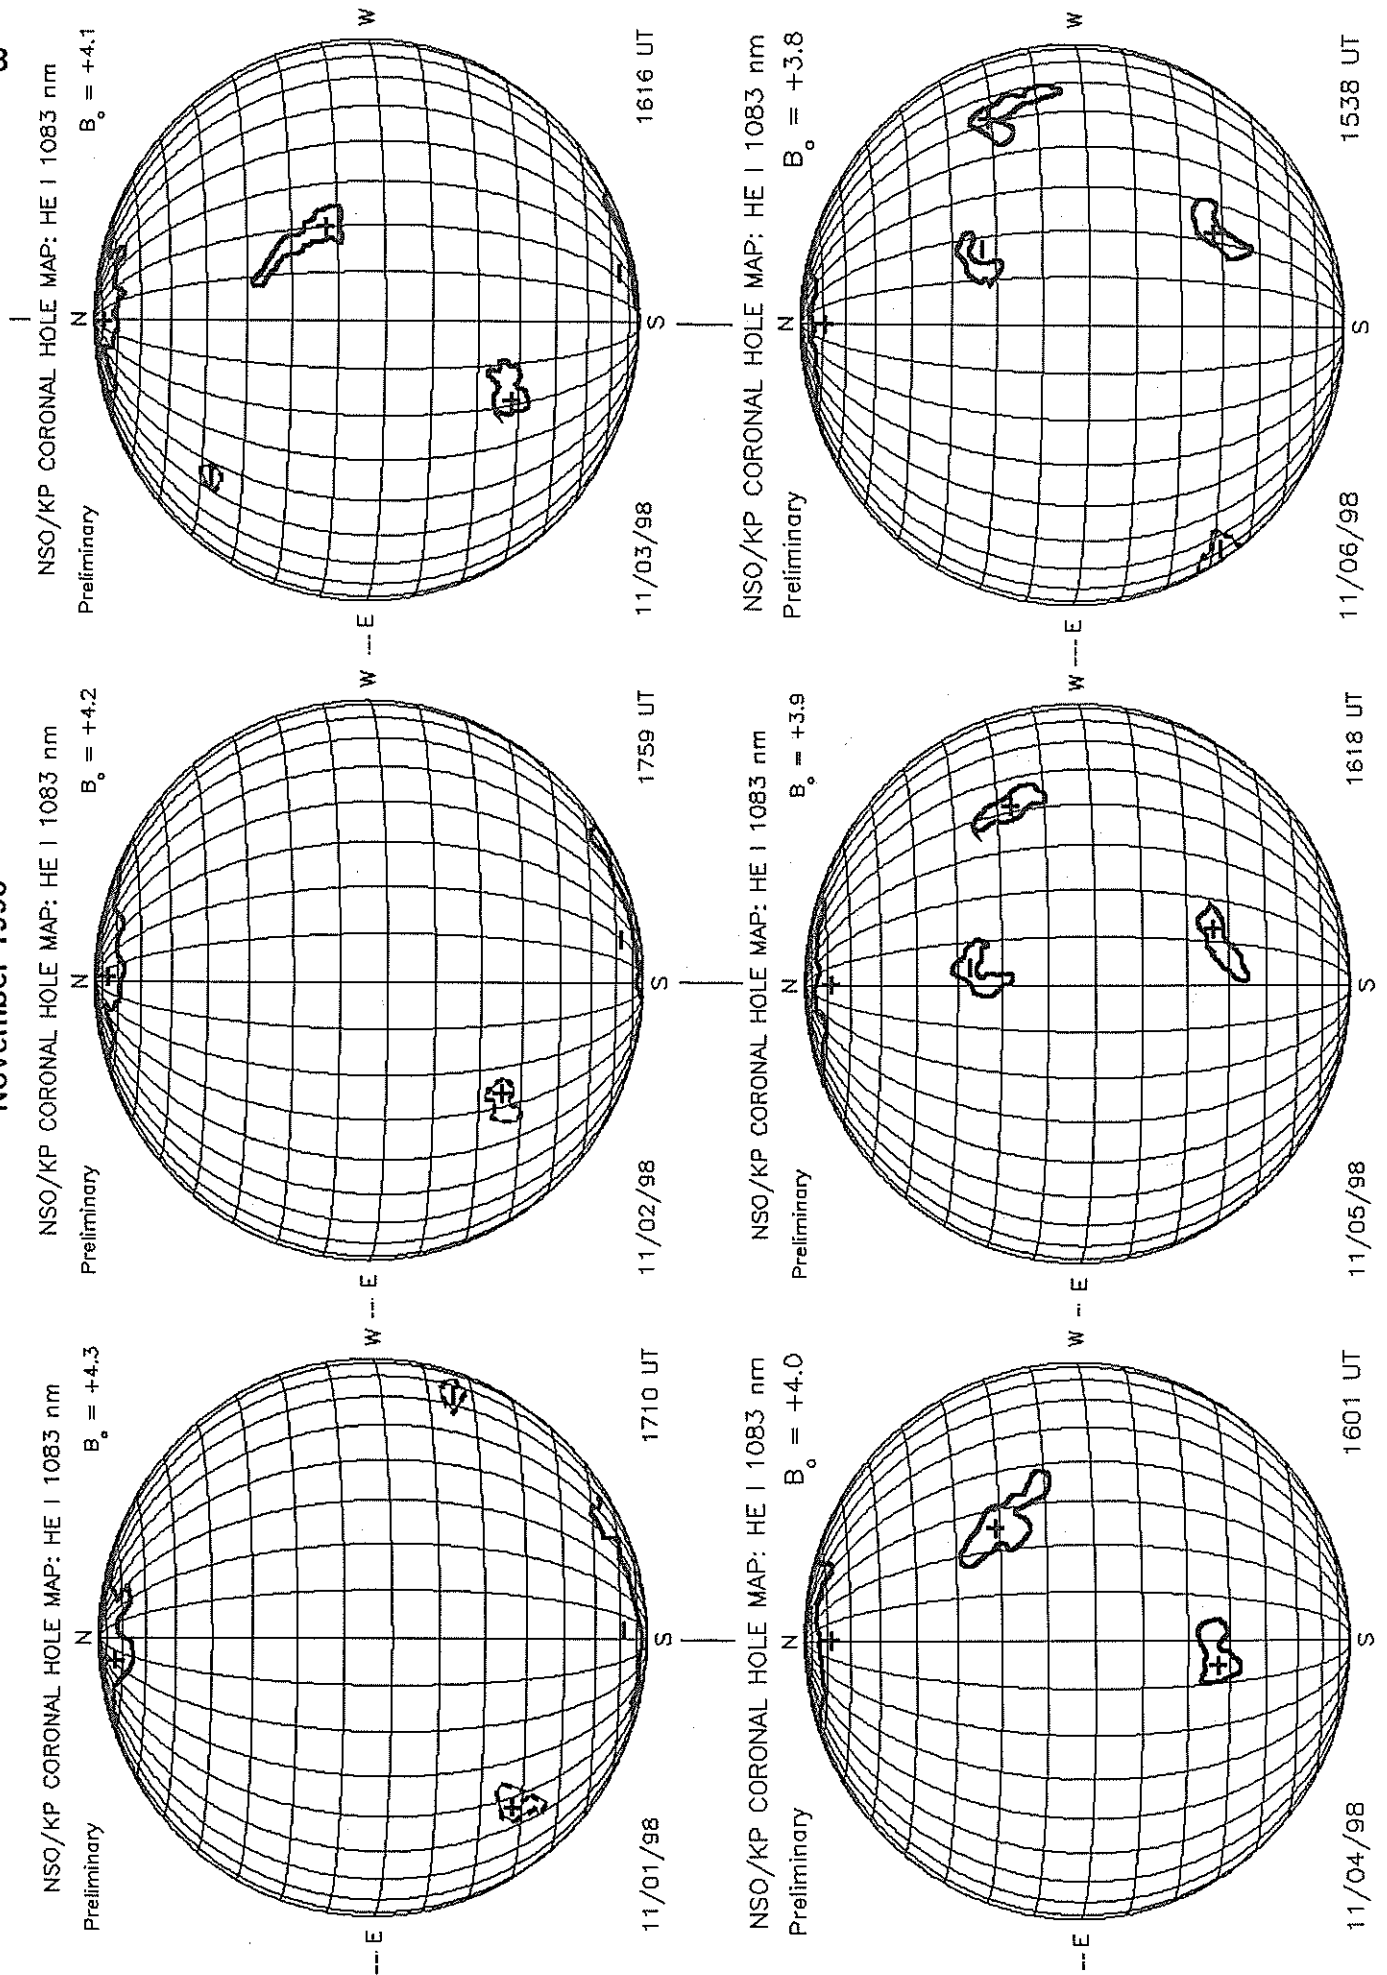 NSO/KP CORONAL HOLE MAP: HE I 1083 nm
Preliminary
B₀ = +4.3
N
--- E
W --- E
S
11/01/98
1710 UT
NSO/KP CORONAL HOLE MAP: HE I 1083 nm
Preliminary
B₀ = +4.2
N
+
W --- E
S
−
11/02/98
1759 UT
NSO/KP CORONAL HOLE MAP: HE I 1083 nm
Preliminary
B₀ = +4.1
N
W
S
11/03/98
1616 UT
NSO/KP CORONAL HOLE MAP: HE I 1083 nm
Preliminary
B₀ = +4.0
N
--- E
W - E
S
11/04/98
1601 UT
NSO/KP CORONAL HOLE MAP: HE I 1083 nm
Preliminary
B₀ = +3.9
N
W --- E
S
11/05/98
1618 UT
NSO/KP CORONAL HOLE MAP: HE I 1083 nm
Preliminary
B₀ = +3.8
N
W
S
11/06/98
1538 UT